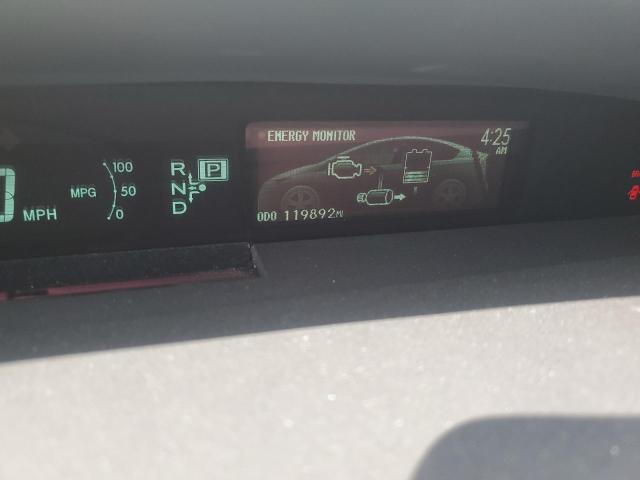 ENERGY MONITOR
4:25
AM
100
MPG 50
0
MPH
R
P
N
D
ODO 119892MI